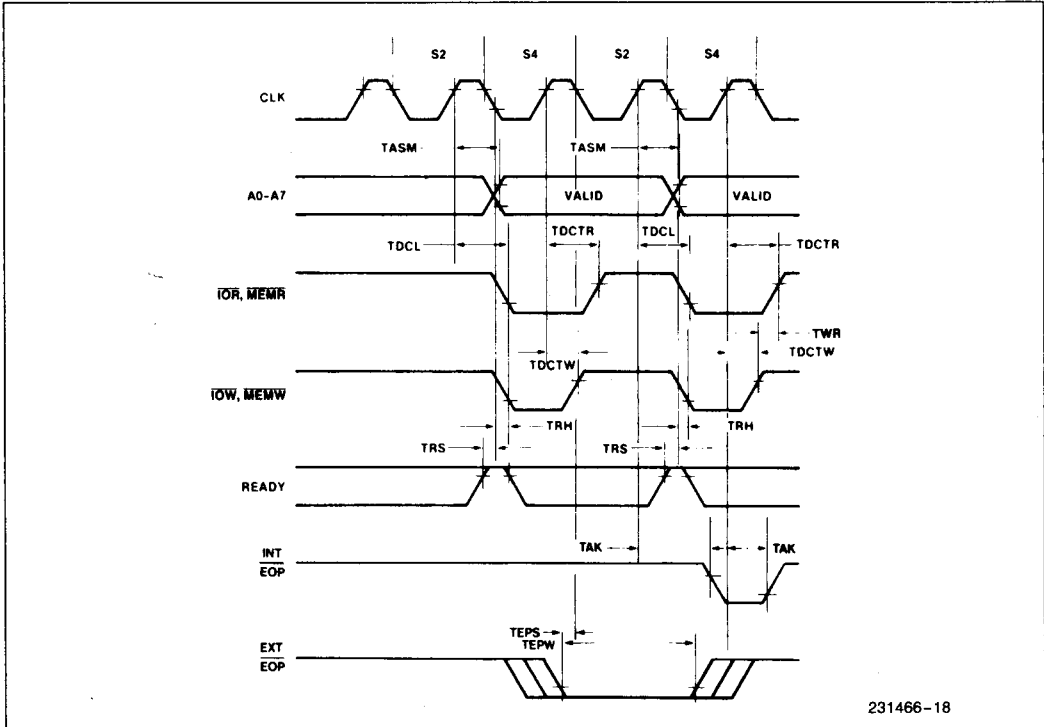 S2 S4 S2 S4
CLK
TASM TASM
A0-A7 VALID VALID
TDCL TDCTR TDCL TDCTR
IOR, MEMR
TWR
TDCTW TDCTW
IOW, MEMW
TRH TRH
TRS TRS
READY
TAK TAK
INT
EOP
TEPS
TEPW
EXT
EOP
231466-18